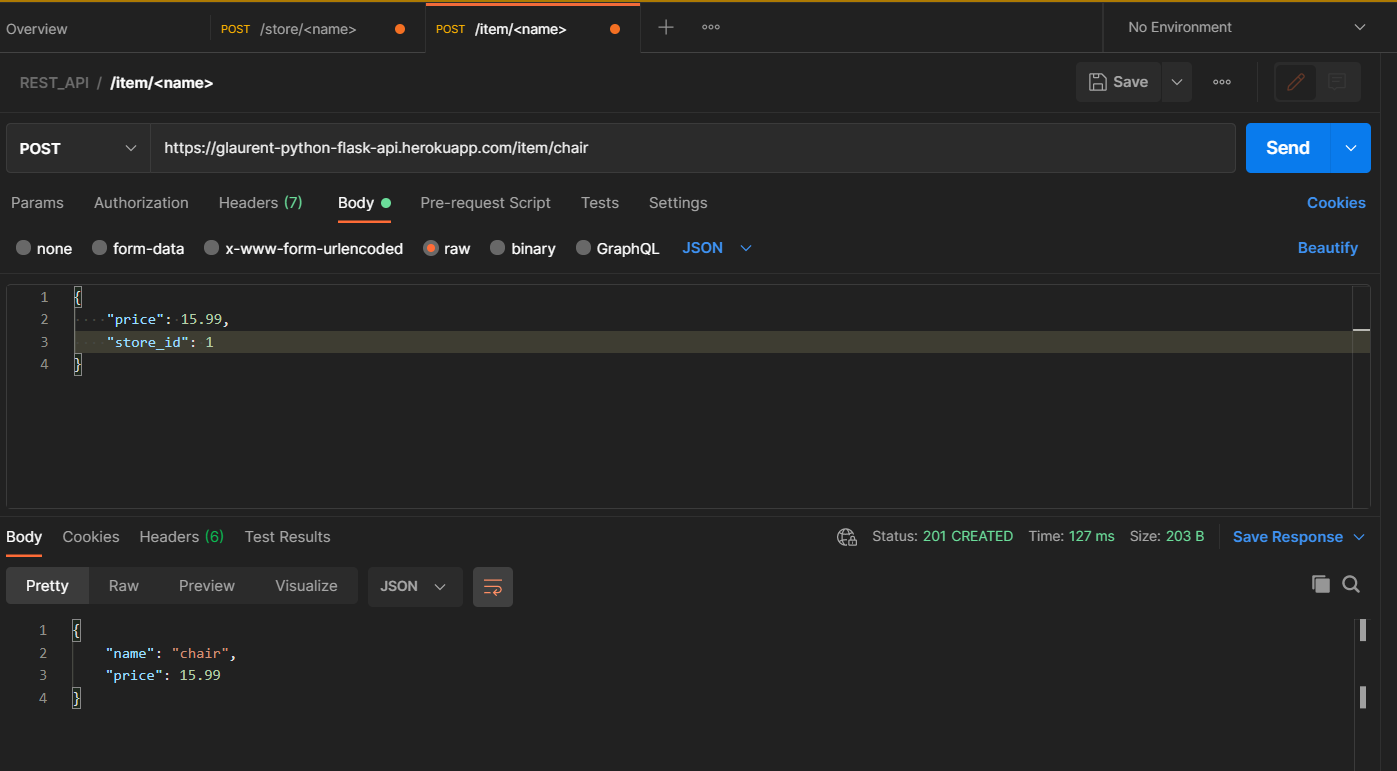 Overview POST /store/<name> POST /item/<name> No Environment
REST_API / /item/<name> Save
POST https://glaurent-python-flask-api.herokuapp.com/item/chair Send
Params Authorization Headers (7) Body Pre-request Script Tests Settings Cookies
none form-data x-www-form-urlencoded raw binary GraphQL JSON Beautify
1 {
2 "price": 15.99,
3 "store_id": 1
4 }
Body Cookies Headers (6) Test Results Status: 201 CREATED Time: 127 ms Size: 203 B Save Response
Pretty Raw Preview Visualize JSON
1 {
2 "name": "chair",
3 "price": 15.99
4 }